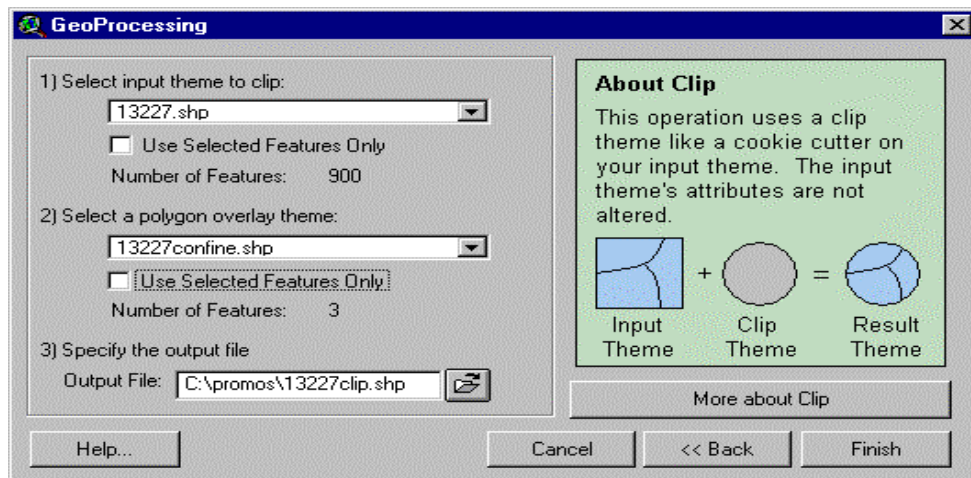 GeoProcessing
1) Select input theme to clip:
13227.shp
Use Selected Features Only
Number of Features: 900
2) Select a polygon overlay theme:
13227confine.shp
Use Selected Features Only
Number of Features: 3
3) Specify the output file
Output File: C:\promos\13227clip.shp
About Clip
This operation uses a clip
theme like a cookie cutter on
your input theme. The input
theme's attributes are not
altered.
+ =
Input Clip Result
Theme Theme Theme
More about Clip
Help... Cancel << Back Finish